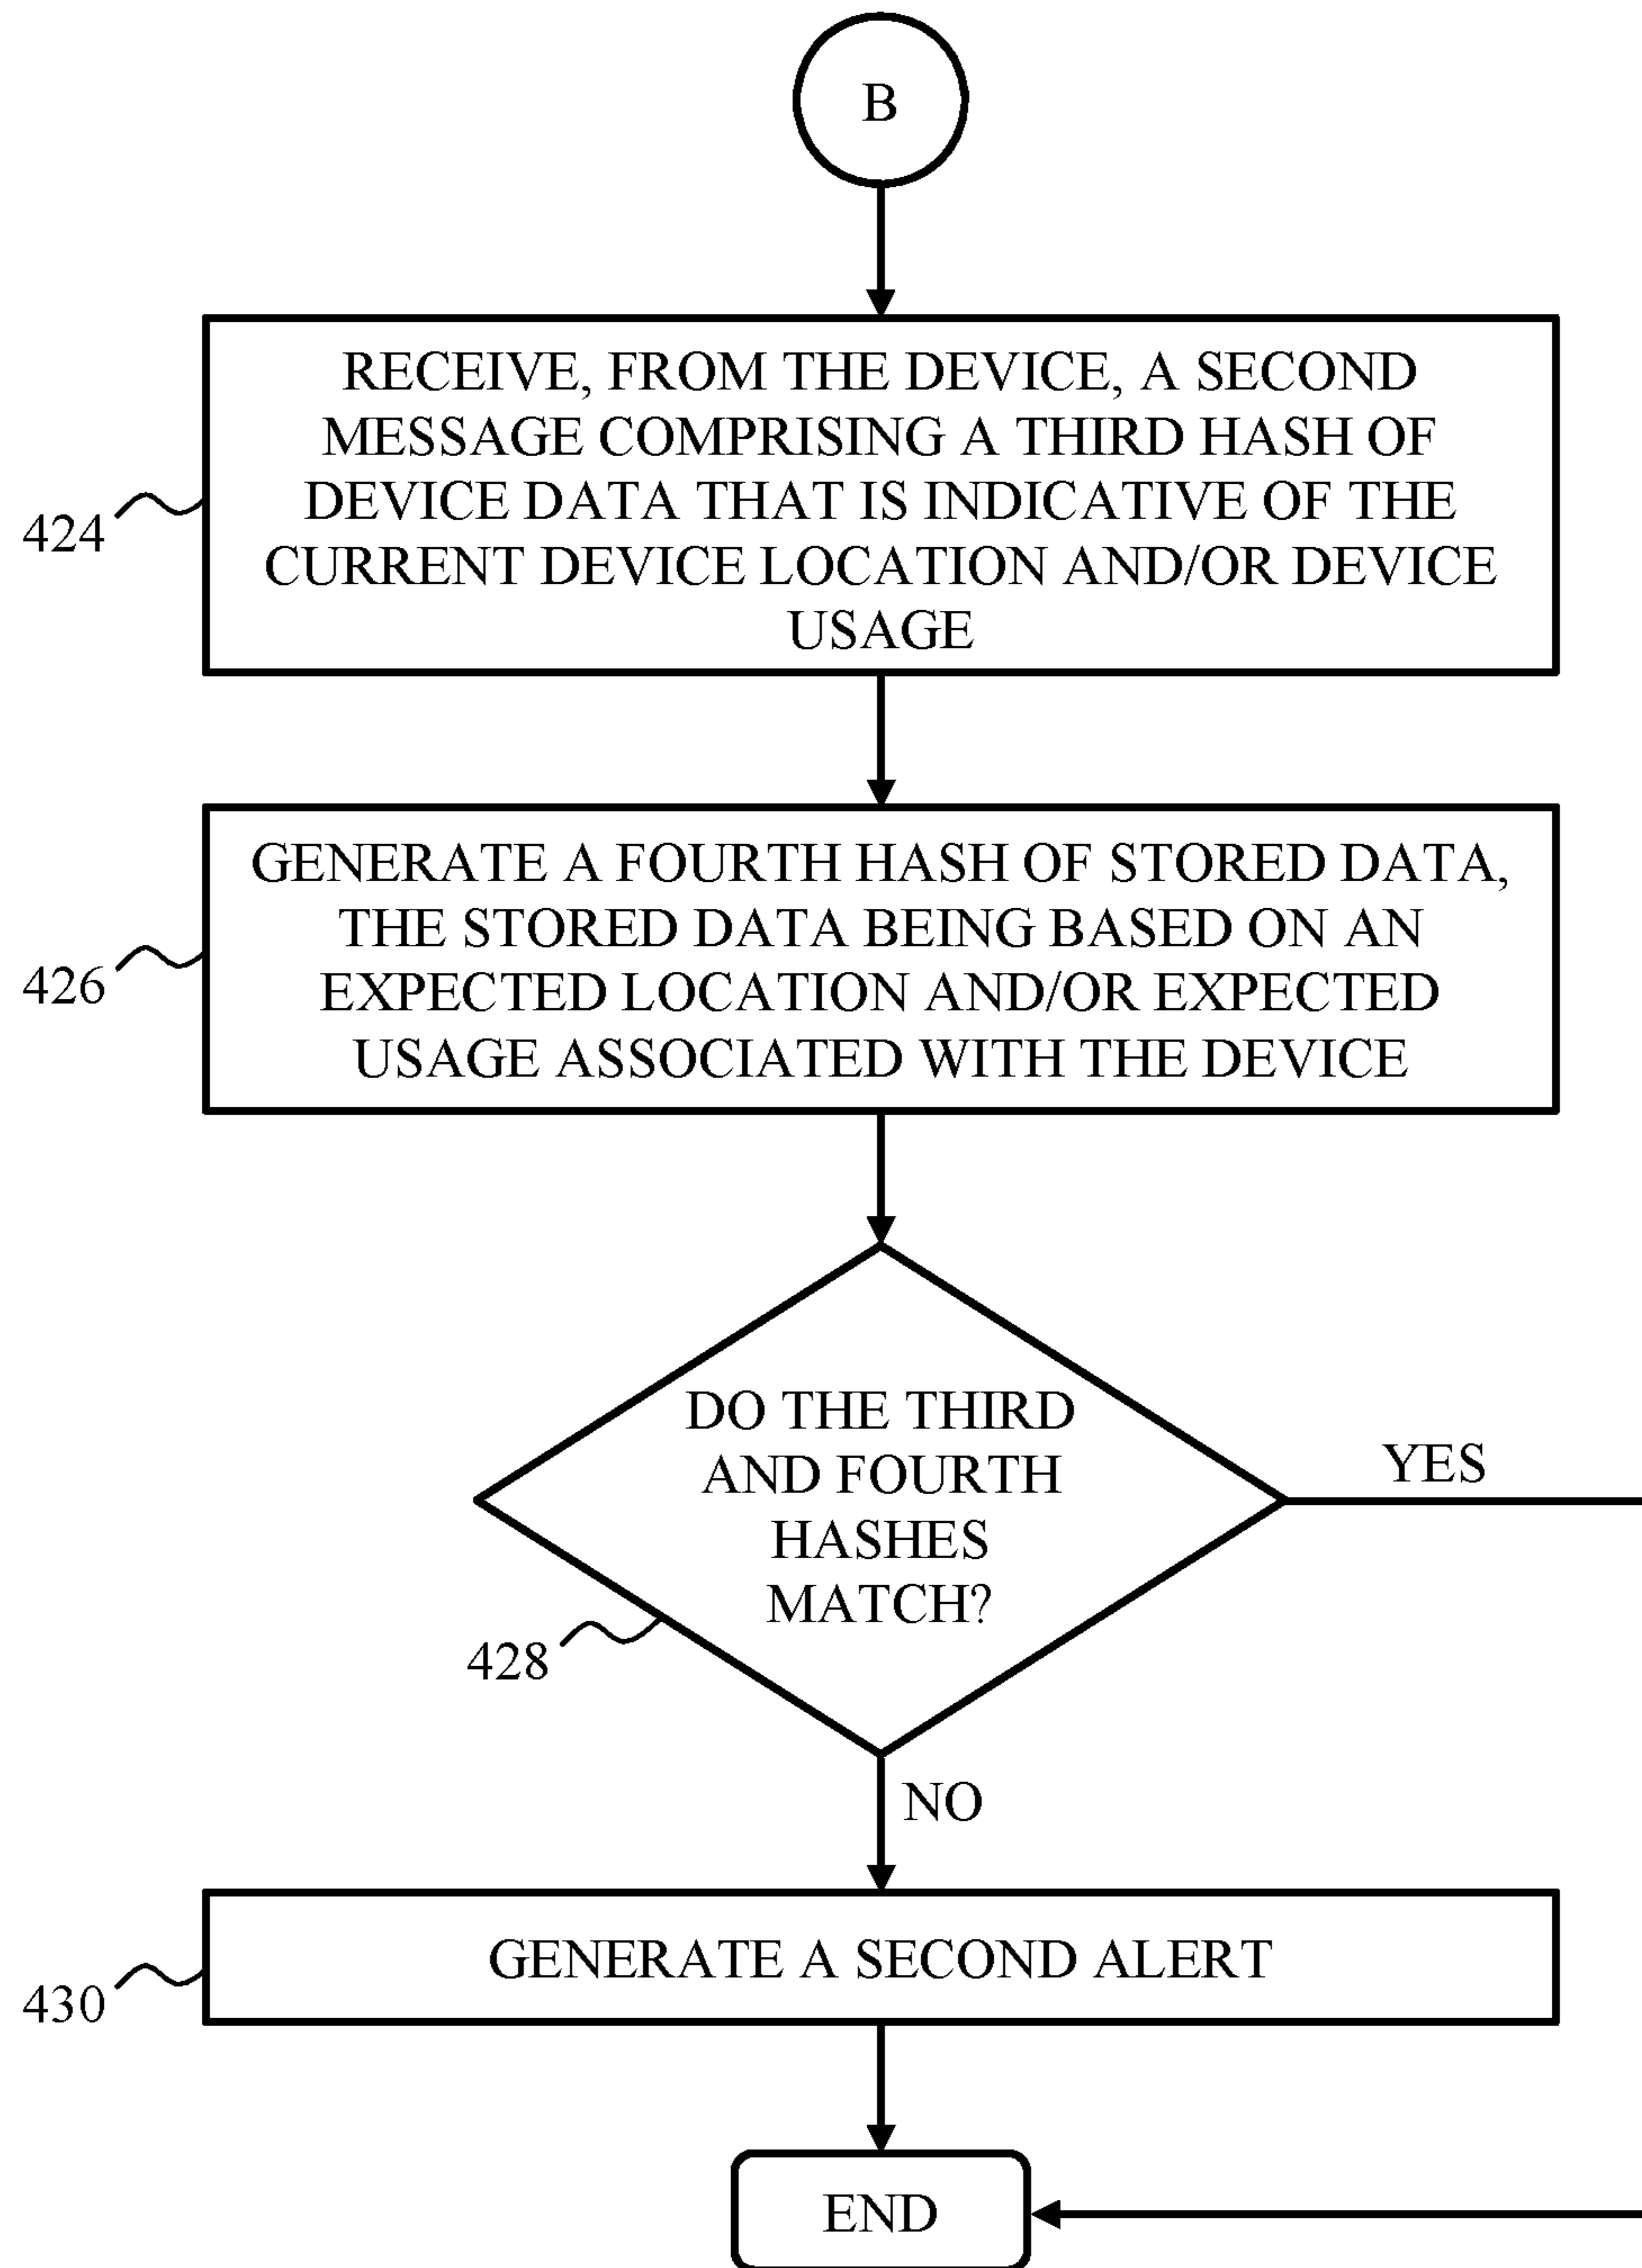 B
RECEIVE, FROM THE DEVICE, A SECOND
MESSAGE COMPRISING A THIRD HASH OF
DEVICE DATA THAT IS INDICATIVE OF THE
CURRENT DEVICE LOCATION AND/OR DEVICE
USAGE
424
GENERATE A FOURTH HASH OF STORED DATA,
THE STORED DATA BEING BASED ON AN
EXPECTED LOCATION AND/OR EXPECTED
USAGE ASSOCIATED WITH THE DEVICE
426
DO THE THIRD
AND FOURTH
HASHES
MATCH?
YES
428
NO
GENERATE A SECOND ALERT
430
END